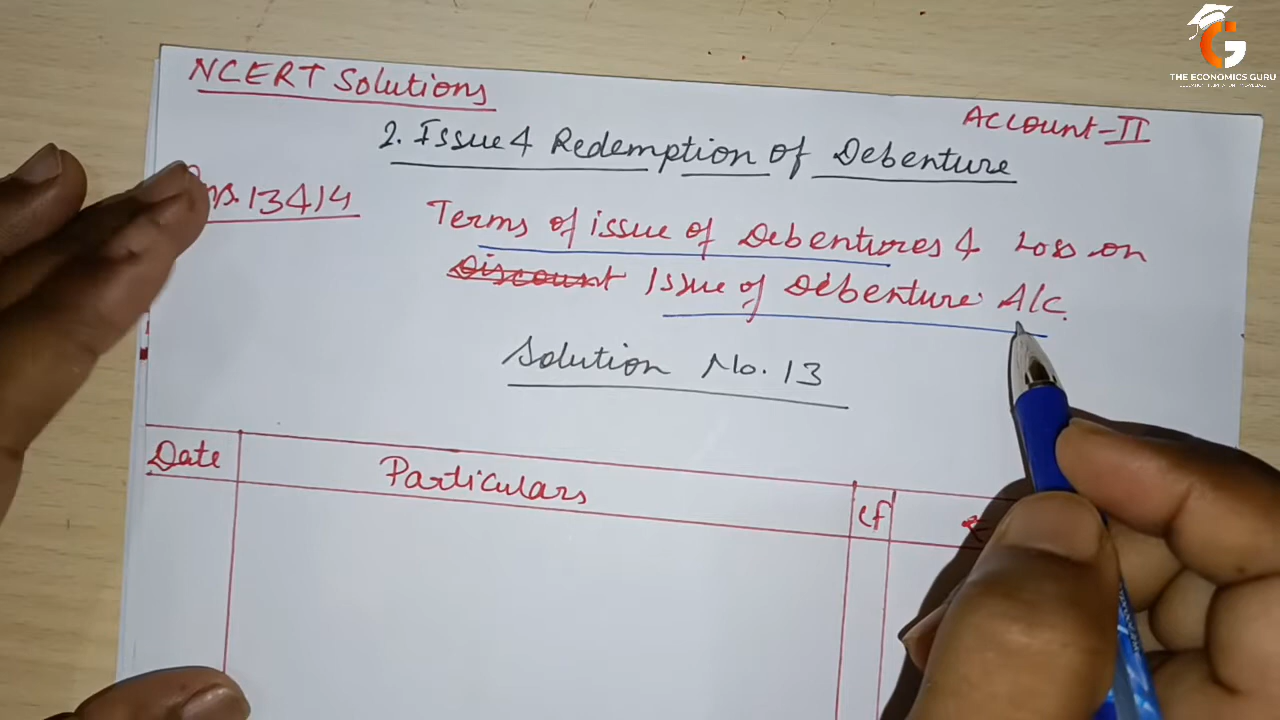 THE ECONOMICS GURU
NCERT Solutions
Account-II
2. Issue & Redemption of Debenture
13 & 14
Terms of issue of Debentures & Loss on
Discount Issue of Debenture A/c.
Solution No. 13
Date Particulars LF ₹